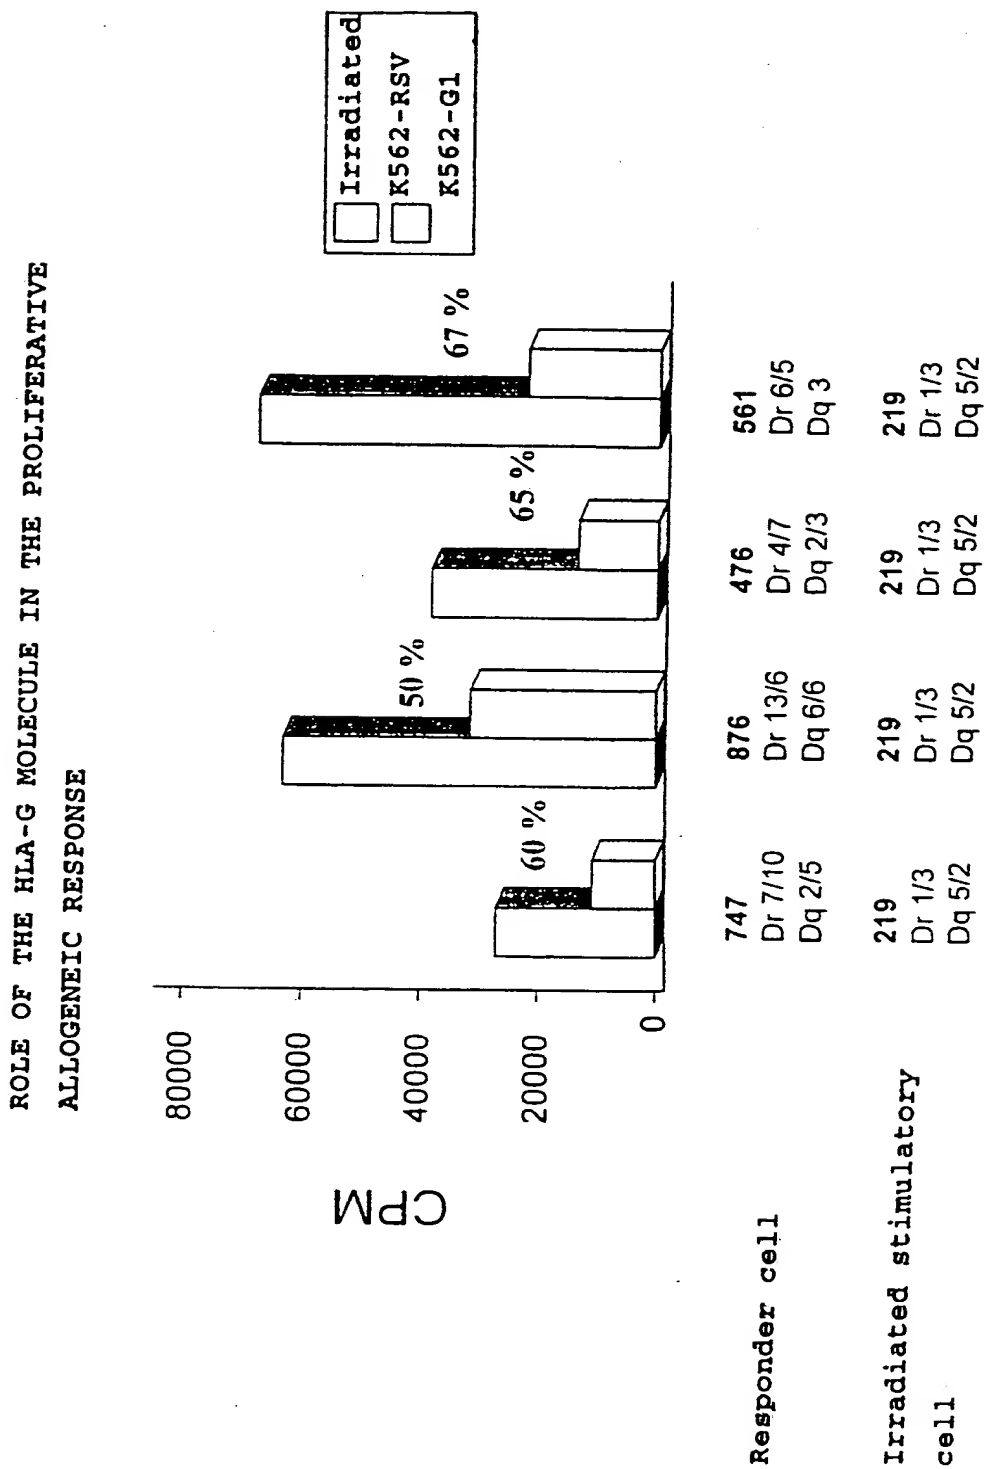 ROLE OF THE HLA-G MOLECULE IN THE PROLIFERATIVE
ALLOGENEIC RESPONSE
Irradiated
K562-RSV
K562-G1
CPM
80000
60000
40000
20000
0
60 %
50 %
65 %
67 %
Responder cell
747
Dr 7/10
Dq 2/5
876
Dr 13/6
Dq 6/6
476
Dr 4/7
Dq 2/3
561
Dr 6/5
Dq 3
Irradiated stimulatory
cell
219
Dr 1/3
Dq 5/2
219
Dr 1/3
Dq 5/2
219
Dr 1/3
Dq 5/2
219
Dr 1/3
Dq 5/2